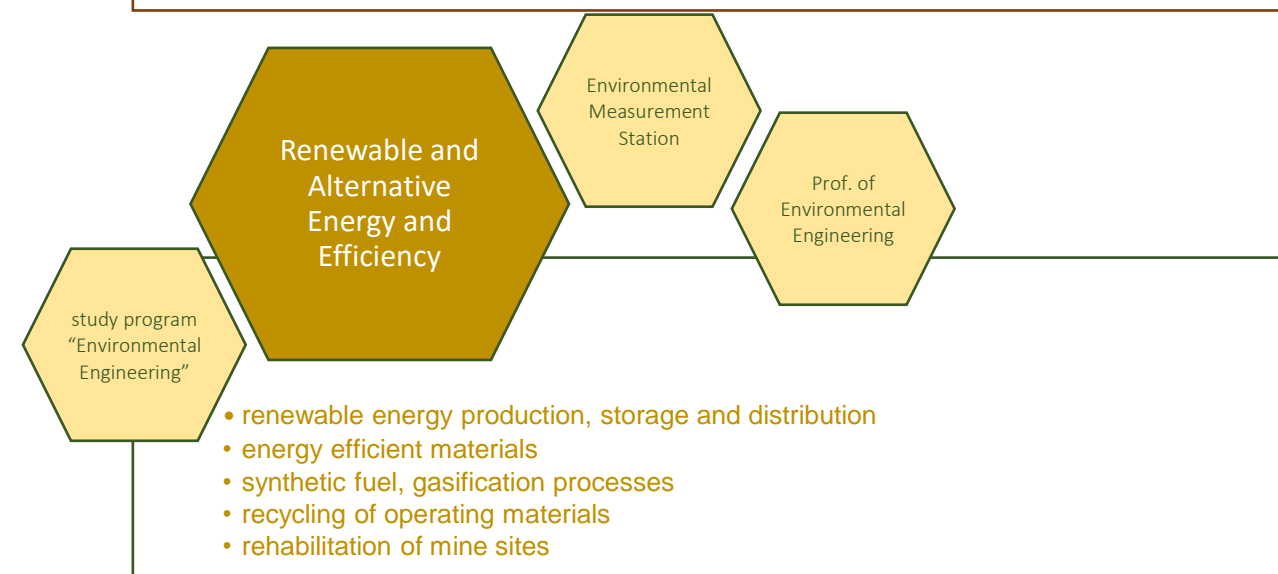 Environmental
Measurement
Station
Renewable and
Alternative
Energy and
Efficiency
Prof. of
Environmental
Engineering
study program
“Environmental
Engineering”
• renewable energy production, storage and distribution
• energy efficient materials
• synthetic fuel, gasification processes
• recycling of operating materials
• rehabilitation of mine sites